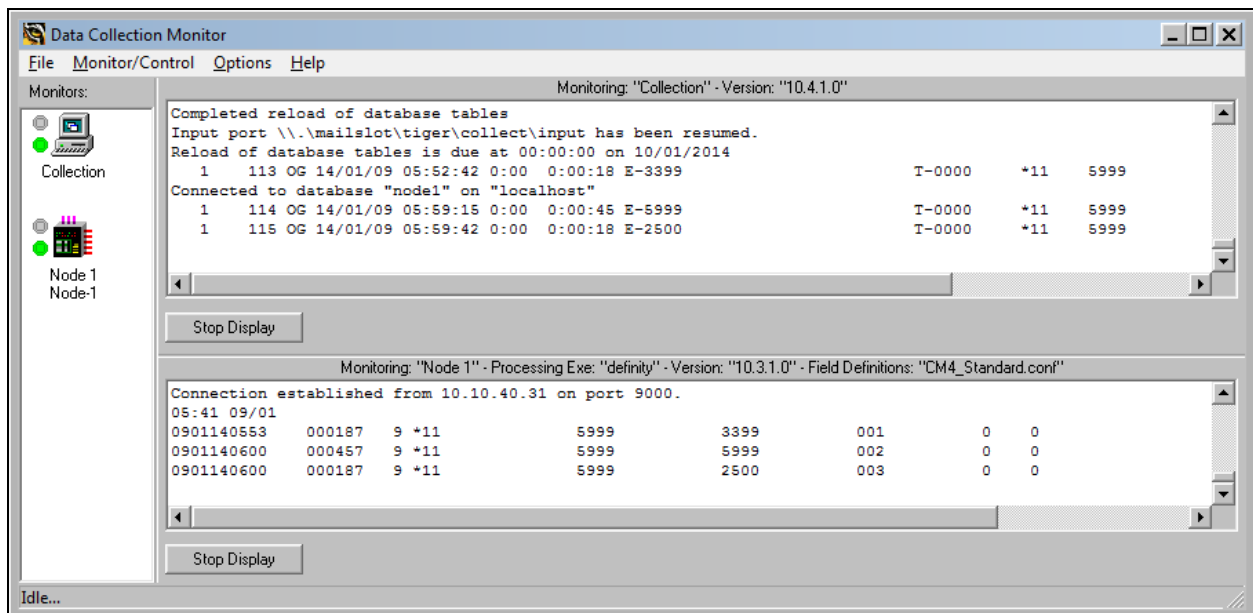 Data Collection Monitor
File Monitor/Control Options Help
Monitors:
Collection
Node 1
Node-1
Monitoring: "Collection" - Version: "10.4.1.0"
Completed reload of database tables
Input port \\.\mailslot\tiger\collect\input has been resumed.
Reload of database tables is due at 00:00:00 on 10/01/2014
1 113 OG 14/01/09 05:52:42 0:00 0:00:18 E-3399 T-0000 *11 5999
Connected to database "node1" on "localhost"
1 114 OG 14/01/09 05:59:15 0:00 0:00:45 E-5999 T-0000 *11 5999
1 115 OG 14/01/09 05:59:42 0:00 0:00:18 E-2500 T-0000 *11 5999
Stop Display
Monitoring: "Node 1" - Processing Exe: "definity" - Version: "10.3.1.0" - Field Definitions: "CM4_Standard.conf"
Connection established from 10.10.40.31 on port 9000.
05:41 09/01
0901140553 000187 9 *11 5999 3399 001 0 0
0901140600 000457 9 *11 5999 5999 002 0 0
0901140600 000187 9 *11 5999 2500 003 0 0
Stop Display
Idle...